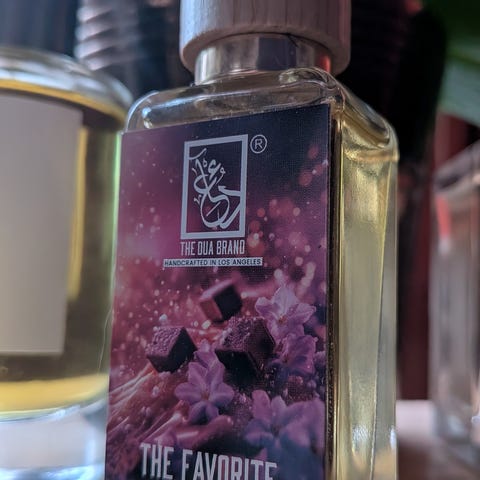 ®
THE DUA BRAND
HANDCRAFTED IN LOS ANGELES
THE FAVORITE